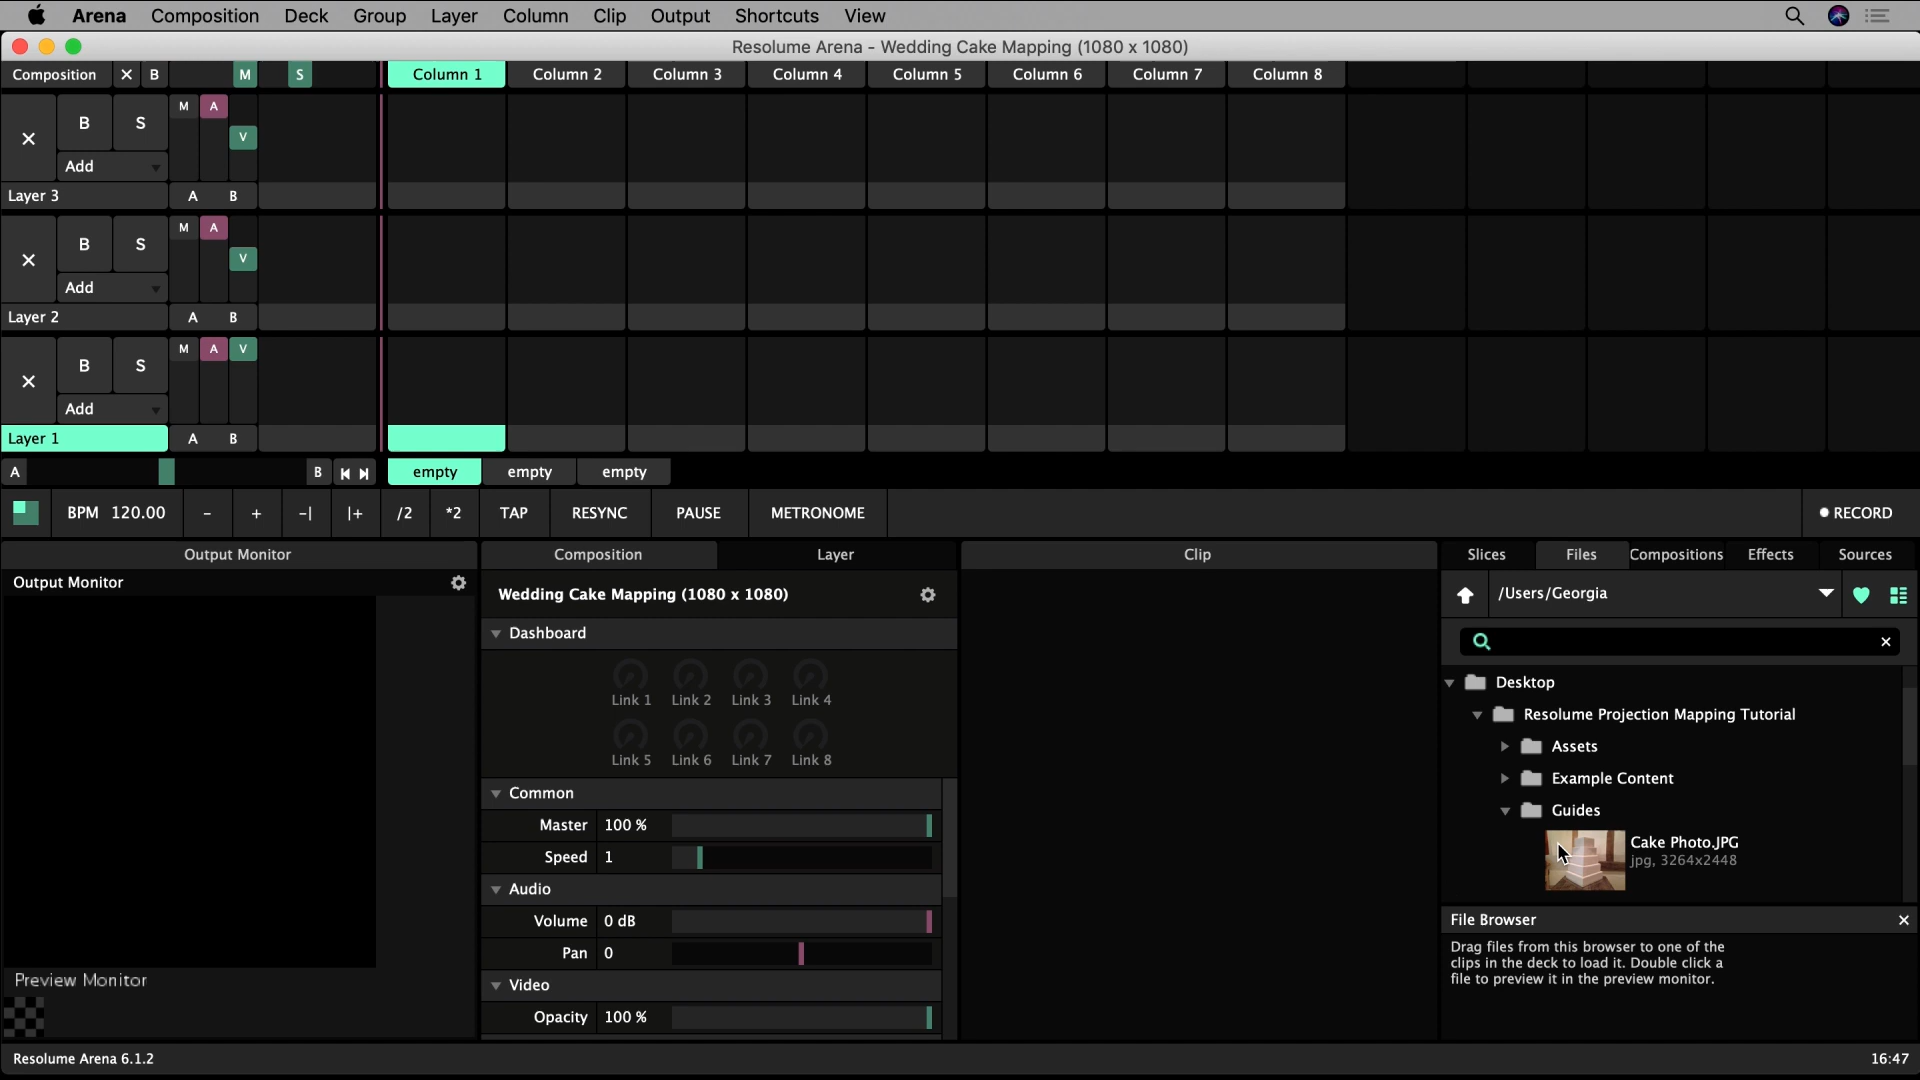 Arena Composition Deck Group Layer Column Clip Output Shortcuts View
Resolume Arena - Wedding Cake Mapping (1080 x 1080)
Composition × B M S Column 1 Column 2 Column 3 Column 4 Column 5 Column 6 Column 7 Column 8
M A
B S
V
×
Add
Layer 3 A B
M A
B S
V
×
Add
Layer 2 A B
M A V
B S
×
Add
Layer 1 A B
A B empty empty empty
BPM 120.00 - + -| |+ /2 *2 TAP RESYNC PAUSE METRONOME RECORD
Output Monitor
Output Monitor
Preview Monitor
Composition Layer
Wedding Cake Mapping (1080 x 1080)
Dashboard
Link 1 Link 2 Link 3 Link 4
Link 5 Link 6 Link 7 Link 8
Common
Master 100 %
Speed 1
Audio
Volume 0 dB
Pan 0
Video
Opacity 100 %
Clip
Slices Files Compositions Effects Sources
/Users/Georgia
Desktop
Resolume Projection Mapping Tutorial
Assets
Example Content
Guides
Cake Photo.JPG
jpg, 3264x2448
File Browser
Drag files from this browser to one of the
clips in the deck to load it. Double click a
file to preview it in the preview monitor.
Resolume Arena 6.1.2 16:47